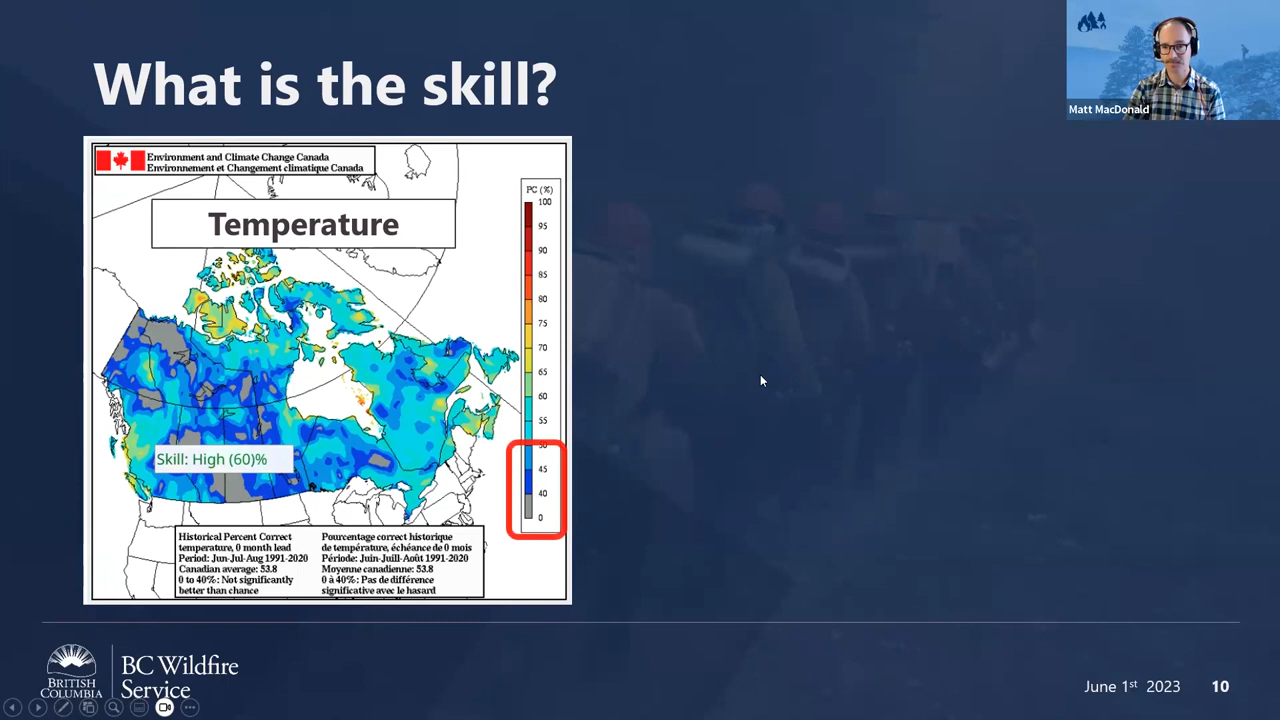 What is the skill?
Matt MacDonald
Environment and Climate Change Canada
Environnement et Changement climatique Canada
Temperature
PC (%)
100
95
90
85
80
75
70
65
60
55
50
45
40
0
Skill: High (60)%
Historical Percent Correct
temperature, 0 month lead
Period: Jun-Jul-Aug 1991-2020
Canadian average: 53.8
0 to 40%: Not significantly
better than chance
Pourcentage correct historique
de température, échéance de 0 mois
Période: Juin-Juill-Août 1991-2020
Moyenne canadienne: 53.8
0 à 40%: Pas de différence
significative avec le hasard
BRITISH
COLUMBIA
BC Wildfire
Service
June 1st 2023
10